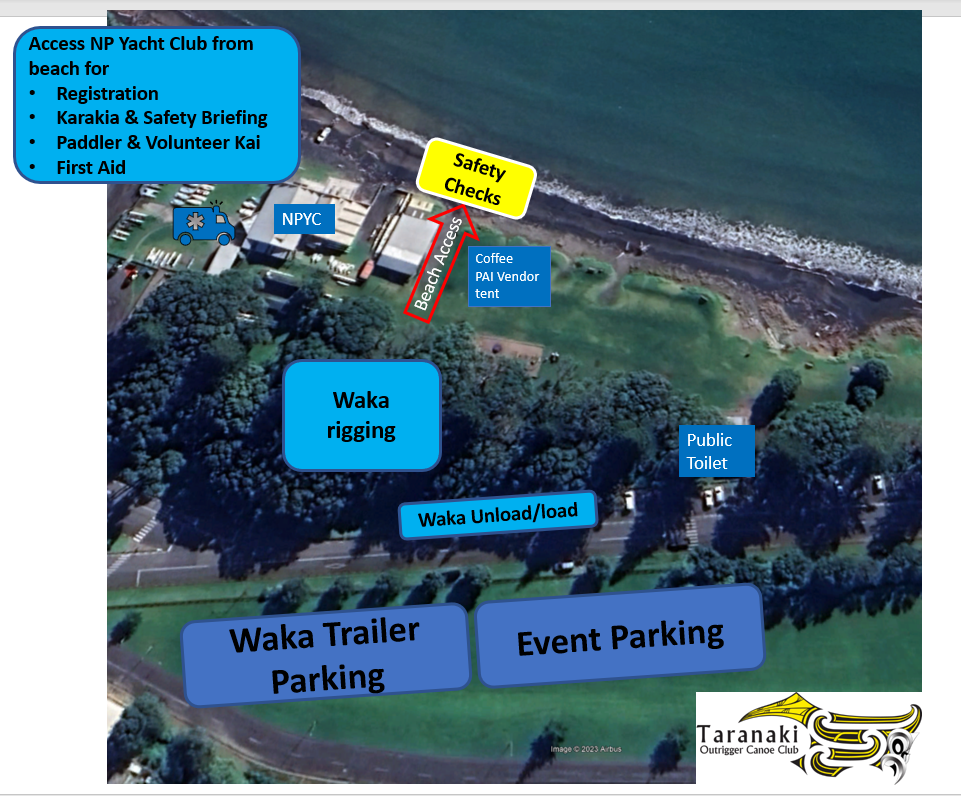 Access NP Yacht Club from
beach for
• Registration
• Karakia & Safety Briefing
• Paddler & Volunteer Kai
• First Aid
Safety
Checks
NPYC
Beach Access
Coffee
PAI Vendor
tent
Waka
rigging
Public
Toilet
Waka Unload/load
Waka Trailer
Parking
Event Parking
Image © 2023 Airbus
Taranaki
Outrigger Canoe Club